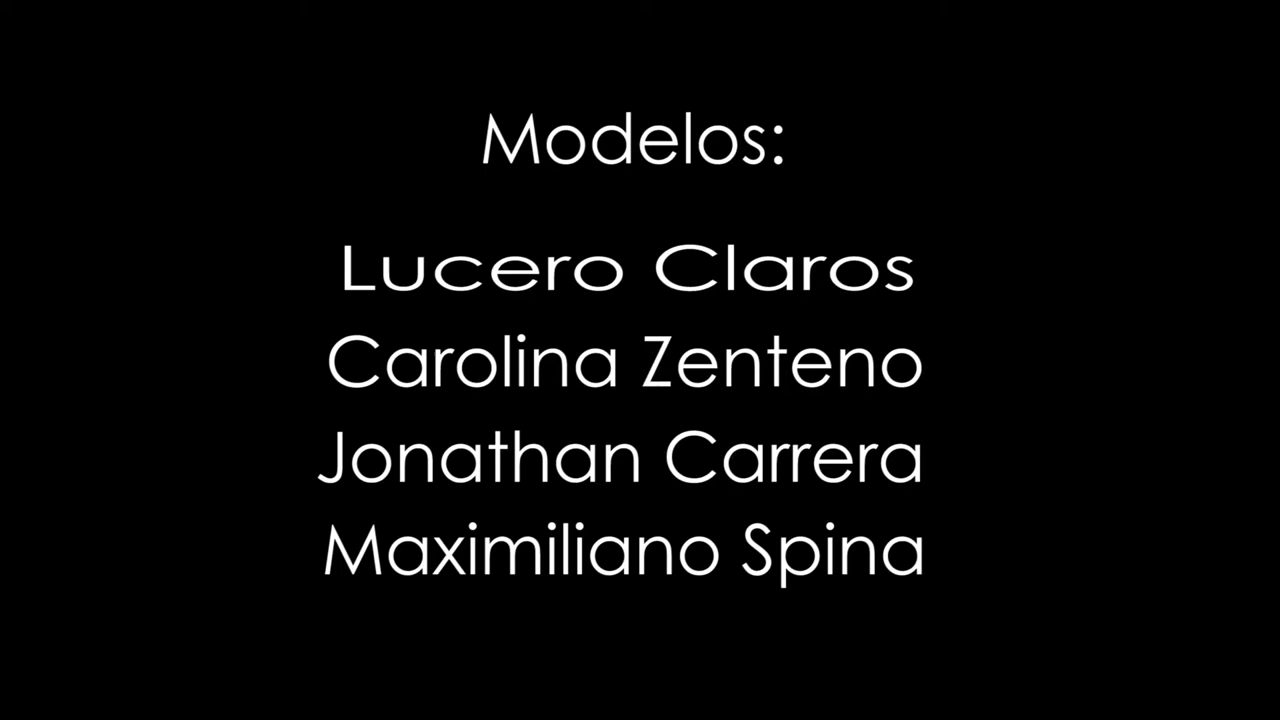 Modelos:
Lucero Claros
Carolina Zenteno
Jonathan Carrera
Maximiliano Spina